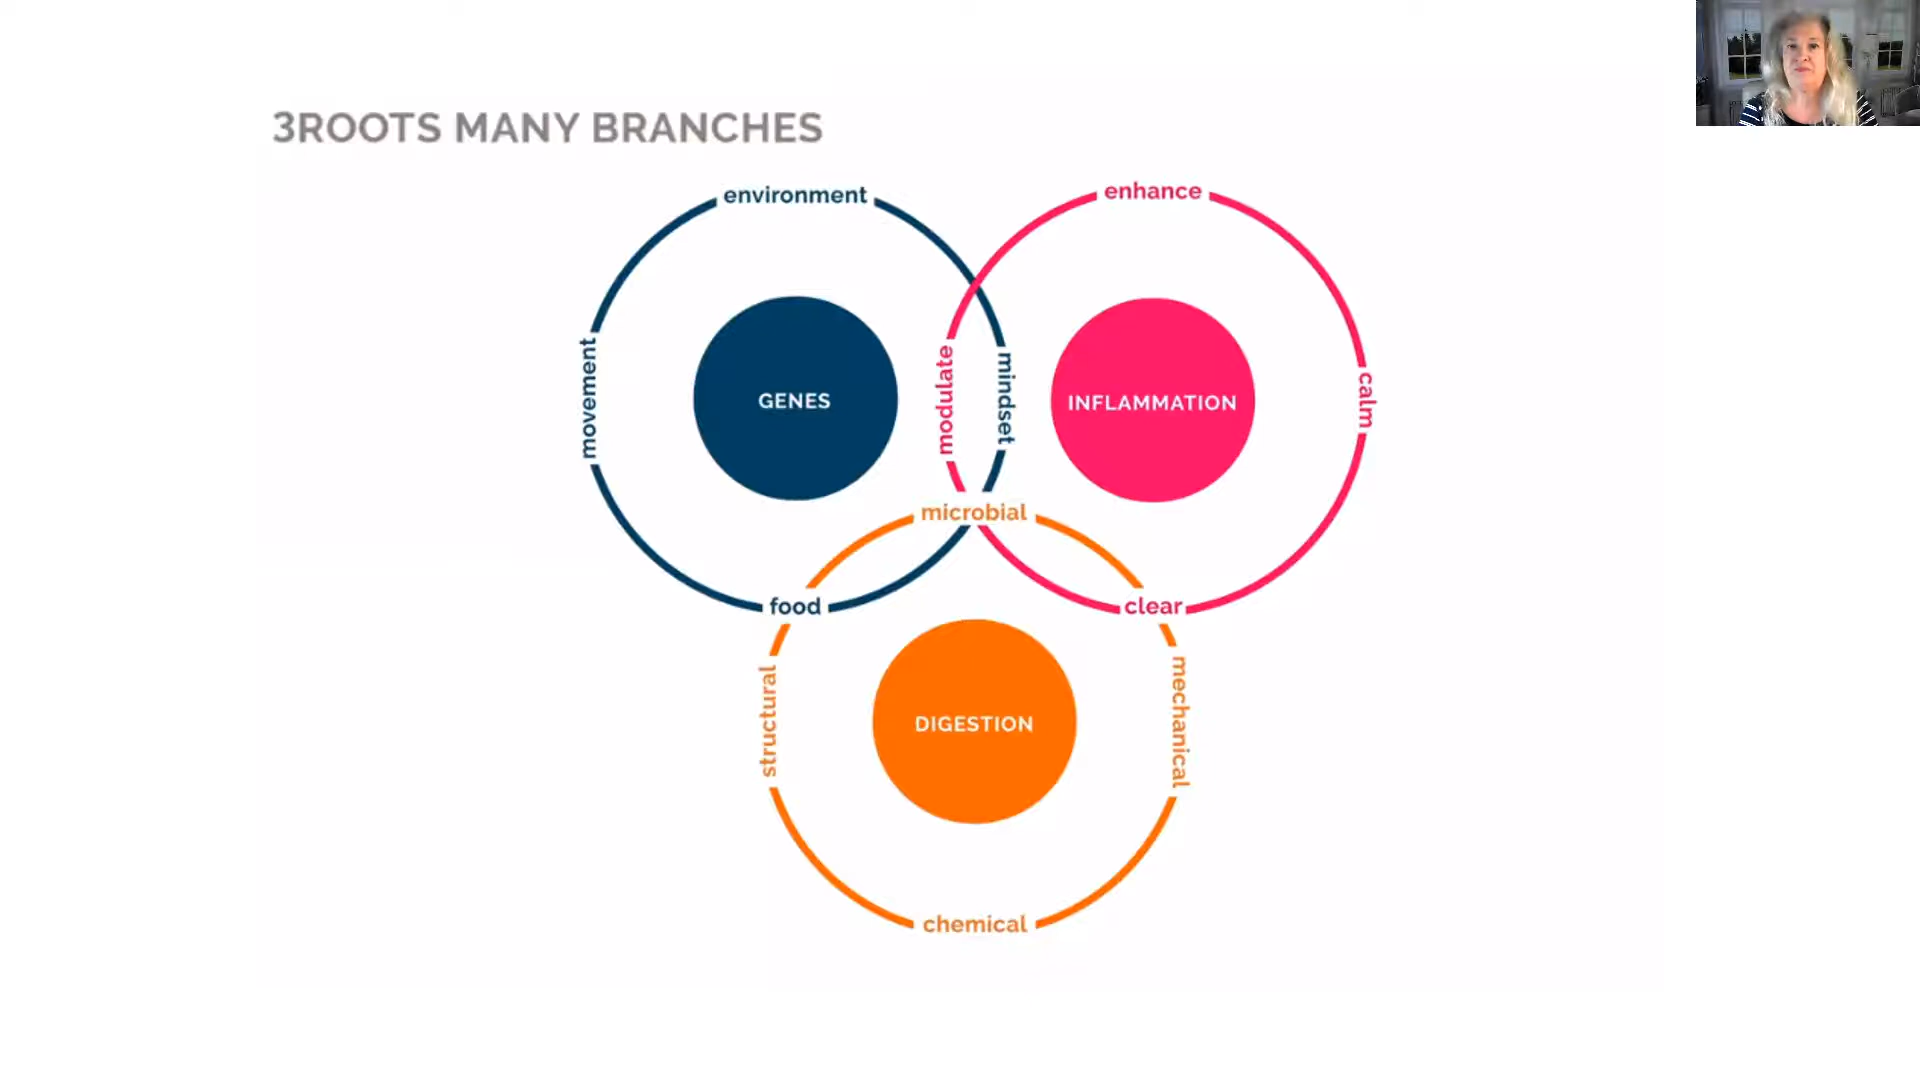 3ROOTS MANY BRANCHES
environment
enhance
movement
GENES
modulate
mindset
INFLAMMATION
calm
microbial
food
clear
structural
DIGESTION
mechanical
chemical